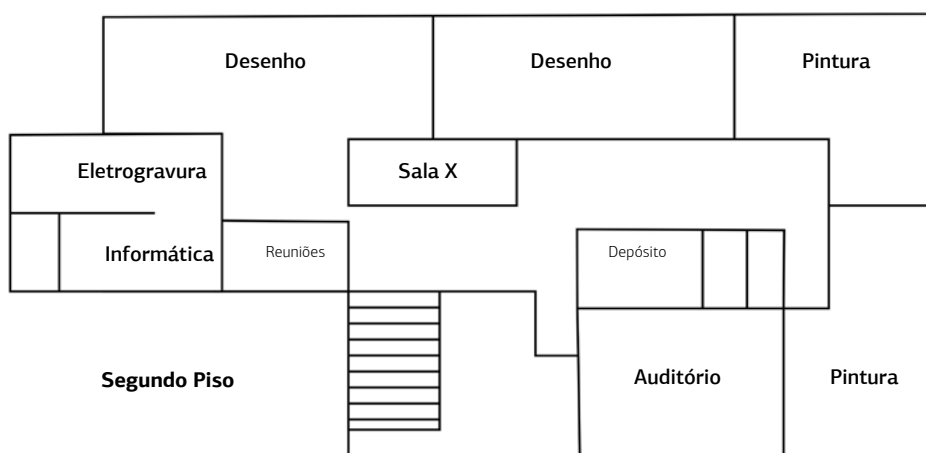 Desenho
Desenho
Pintura
Eletrogravura
Sala X
Informática
Reuniões
Depósito
Segundo Piso
Auditório
Pintura